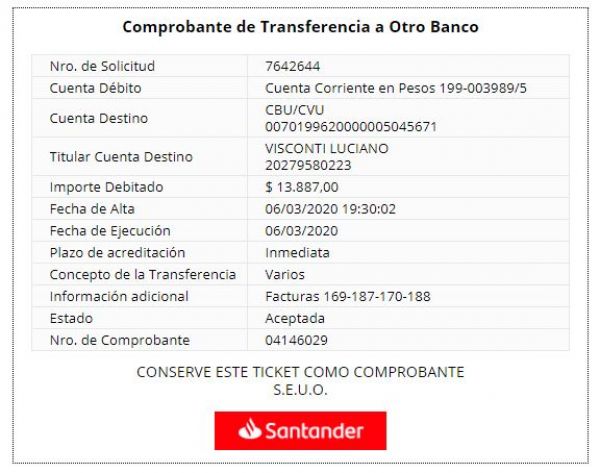 Comprobante de Transferencia a Otro Banco
Nro. de Solicitud 7642644
Cuenta Débito Cuenta Corriente en Pesos 199-003989/5
Cuenta Destino CBU/CVU
0070199620000005045671
Titular Cuenta Destino VISCONTI LUCIANO
20279580223
Importe Debitado $ 13.887,00
Fecha de Alta 06/03/2020 19:30:02
Fecha de Ejecución 06/03/2020
Plazo de acreditación Inmediata
Concepto de la Transferencia Varios
Información adicional Facturas 169-187-170-188
Estado Aceptada
Nro. de Comprobante 04146029
CONSERVE ESTE TICKET COMO COMPROBANTE
S.E.U.O.
Santander